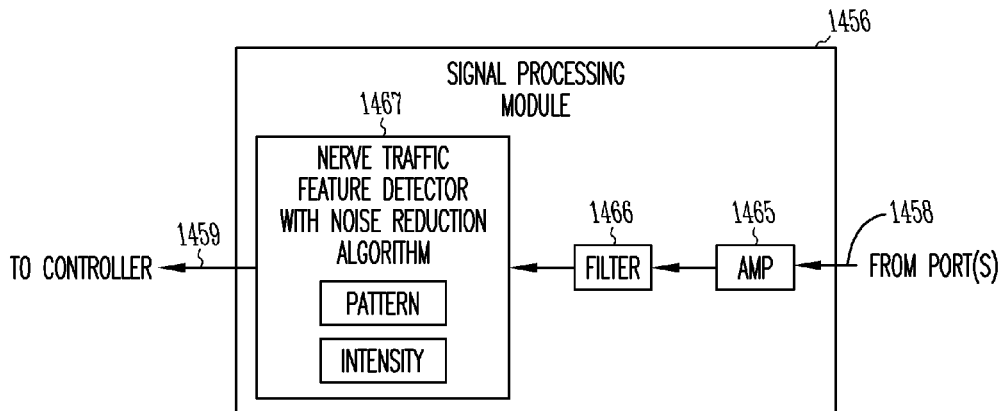 1456
SIGNAL PROCESSING
MODULE
1467
NERVE TRAFFIC
FEATURE DETECTOR
WITH NOISE REDUCTION
ALGORITHM
PATTERN
INTENSITY
1459
TO CONTROLLER
1466
FILTER
1465
AMP
1458
FROM PORT(S)